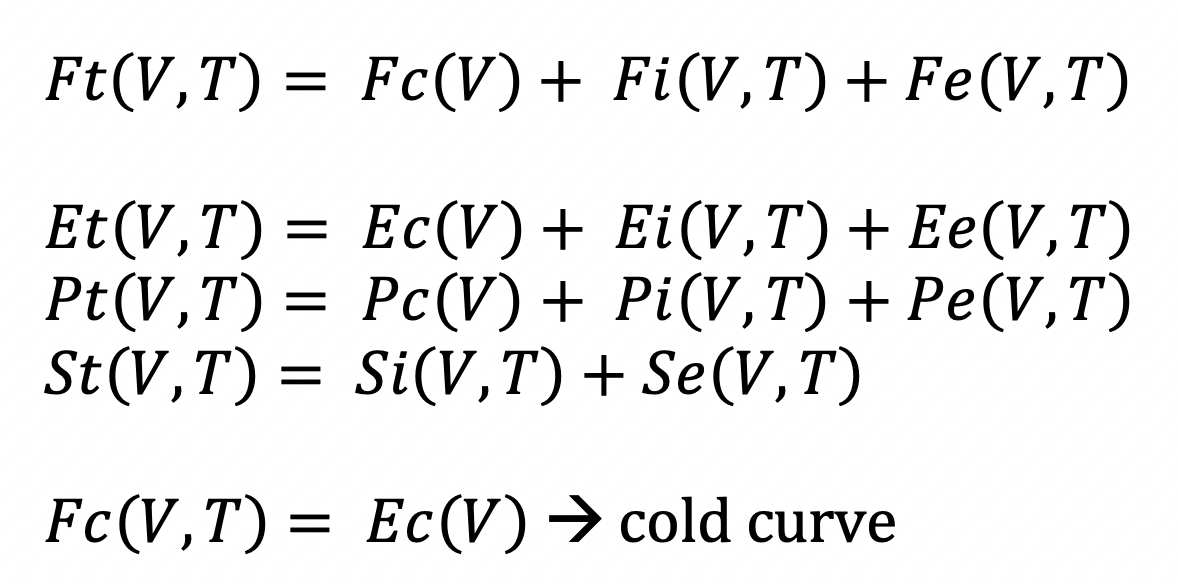 Ft(V,T) = Fc(V) + Fi(V,T) + Fe(V,T)
Et(V,T) = Ec(V) + Ei(V,T) + Ee(V,T)
Pt(V,T) = Pc(V) + Pi(V,T) + Pe(V,T)
St(V,T) = Si(V,T) + Se(V,T)
Fc(V,T) = Ec(V) → cold curve